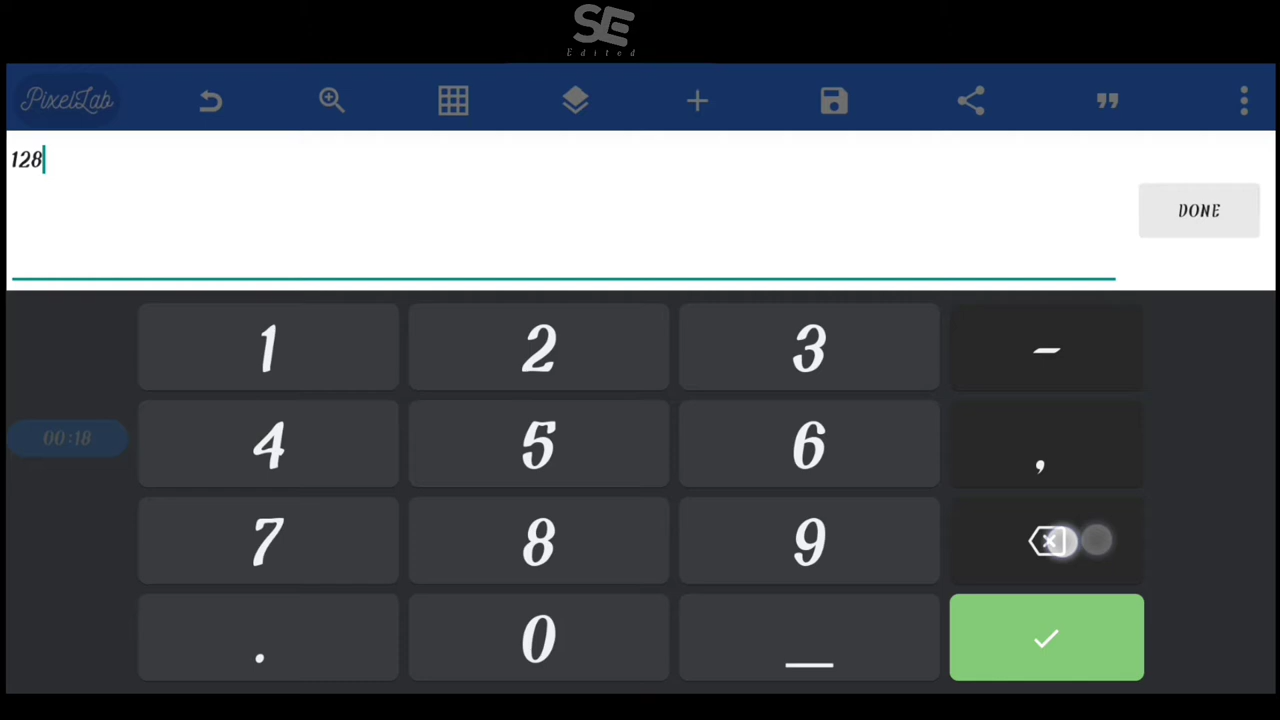 SE
Edited
PixelLab
128
DONE
1 2 3 –
00:18
4 5 6 ,
7 8 9
. 0 _